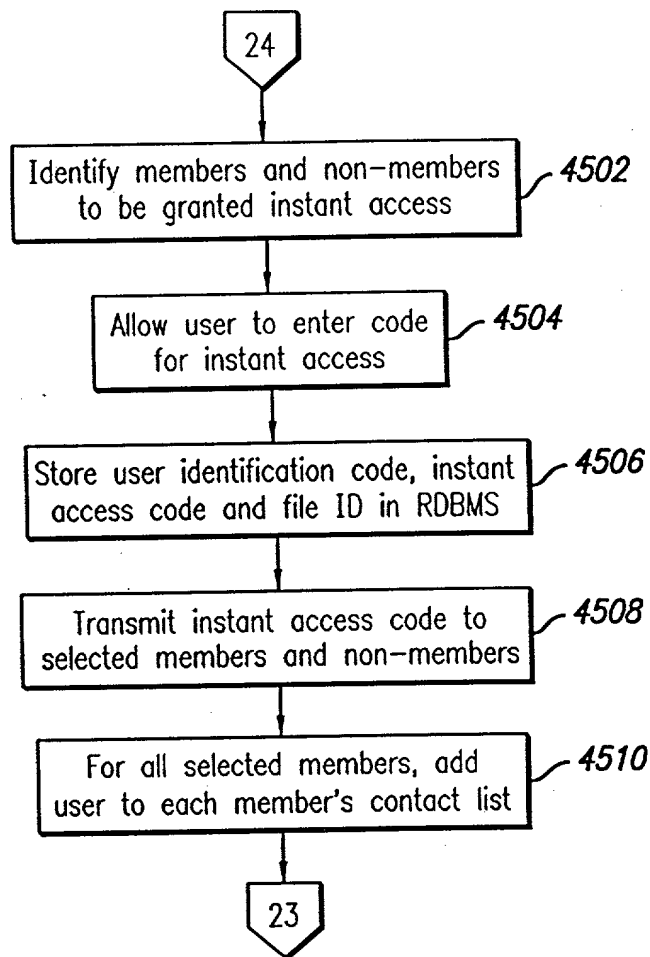 24
Identify members and non-members
to be granted instant access
4502
Allow user to enter code
for instant access
4504
Store user identification code, instant
access code and file ID in RDBMS
4506
Transmit instant access code to
selected members and non-members
4508
For all selected members, add
user to each member's contact list
4510
23